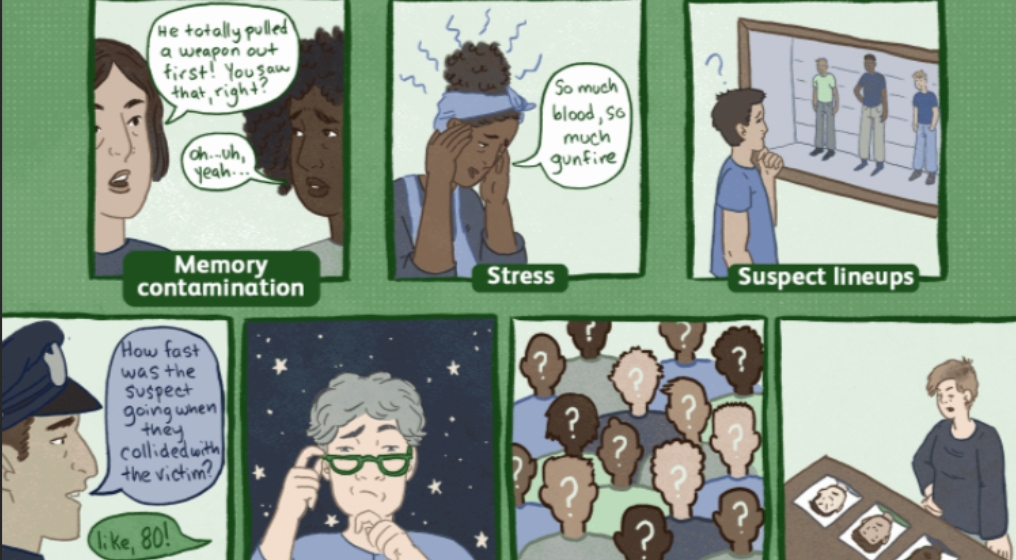 He totally pulled
a weapon out
first! You saw
that, right?
oh...uh,
yeah...
Memory
contamination
So much
blood, so
much
gunfire
Stress
?
Suspect lineups
How fast
was the
suspect
going when
they
collided with
the victim?
like, 80!
? ? ?
? ? ?
? ? ?
? ? ?
? ?